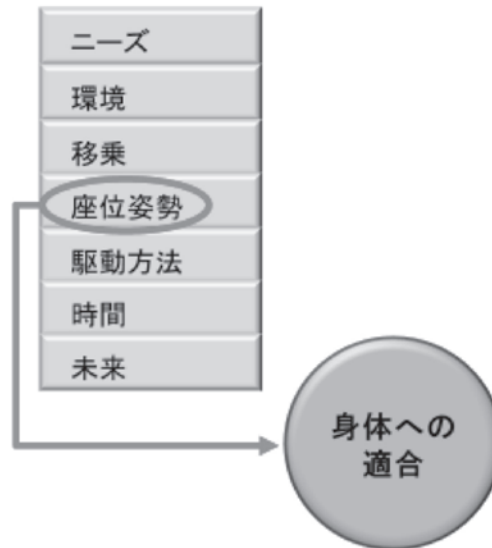 ニーズ
環境
移乗
座位姿勢
駆動方法
時間
未来
身体への
適合